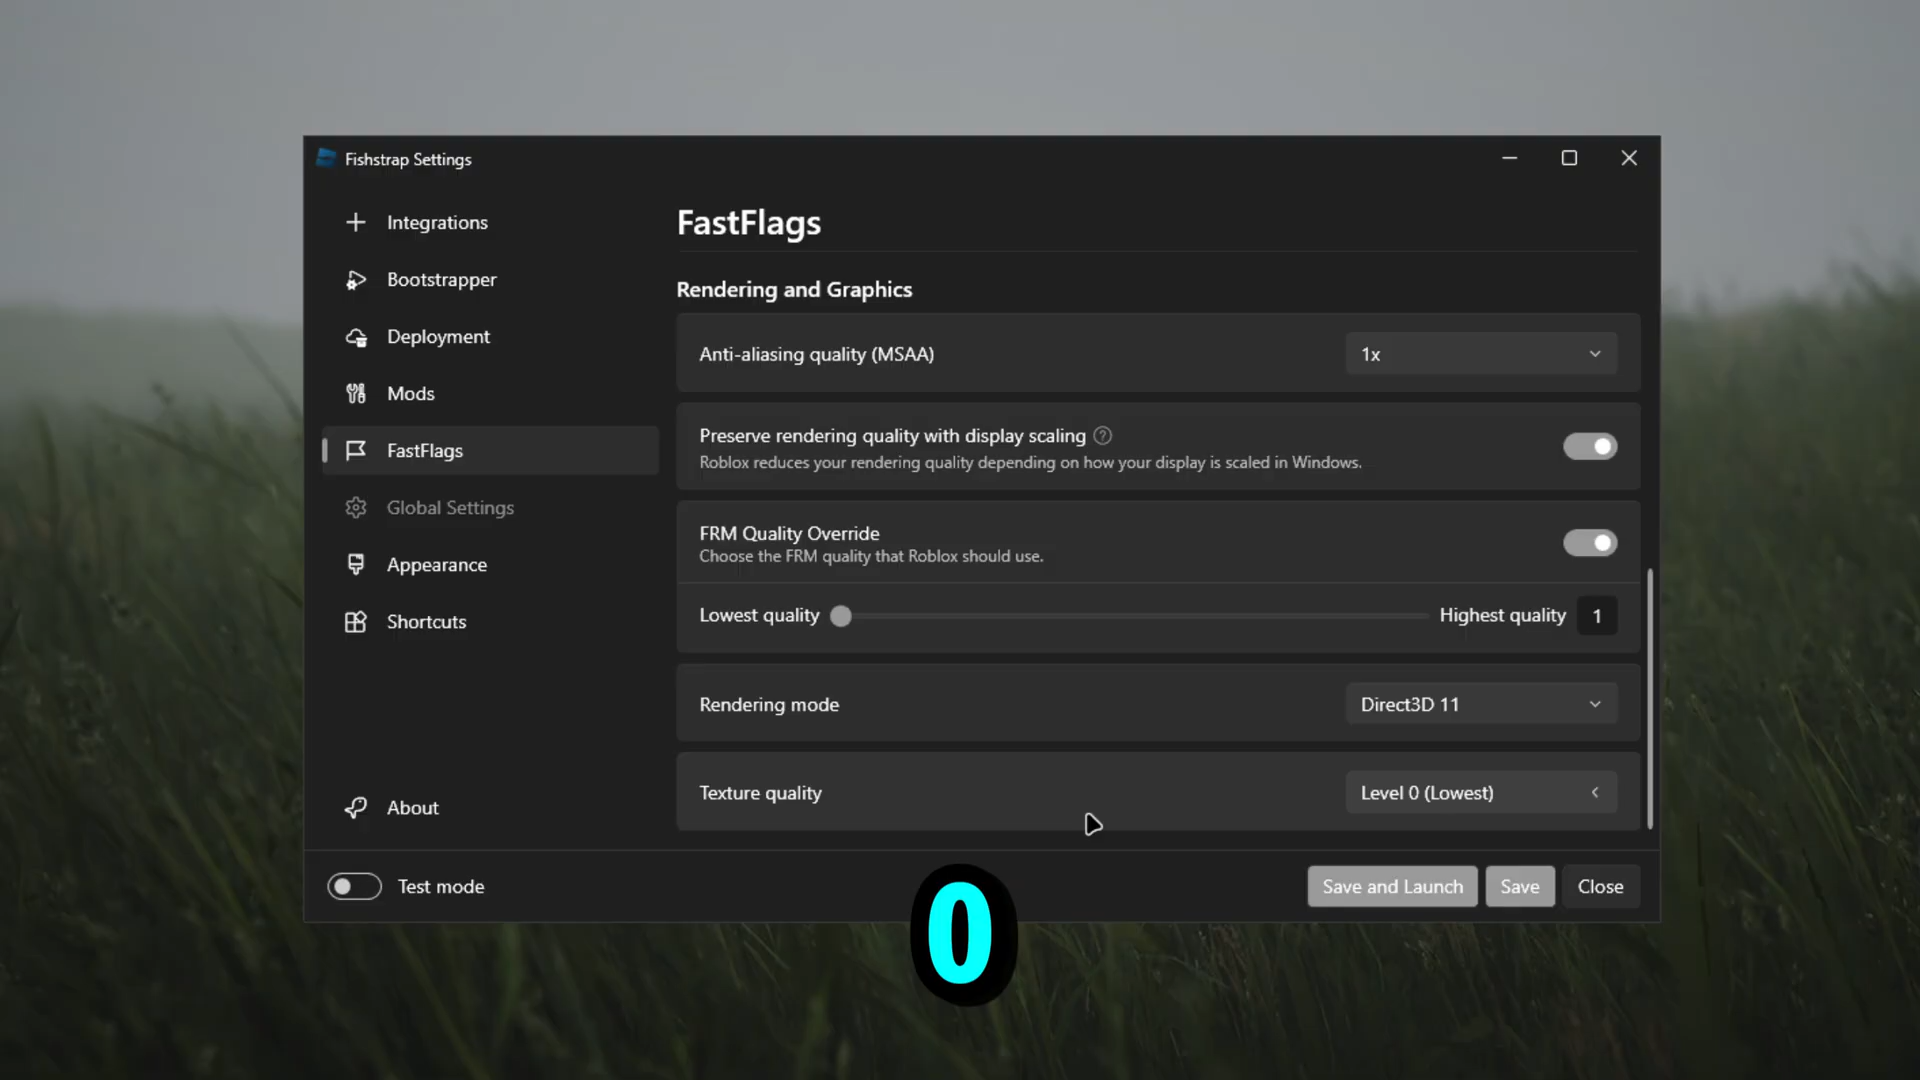 Fishstrap Settings
Integrations
Bootstrapper
Deployment
Mods
FastFlags
Global Settings
Appearance
Shortcuts
About
FastFlags
Rendering and Graphics
Anti-aliasing quality (MSAA)
1x
Preserve rendering quality with display scaling
Roblox reduces your rendering quality depending on how your display is scaled in Windows.
FRM Quality Override
Choose the FRM quality that Roblox should use.
Lowest quality
Highest quality
1
Rendering mode
Direct3D 11
Texture quality
Level 0 (Lowest)
Test mode
Save and Launch
Save
Close
0